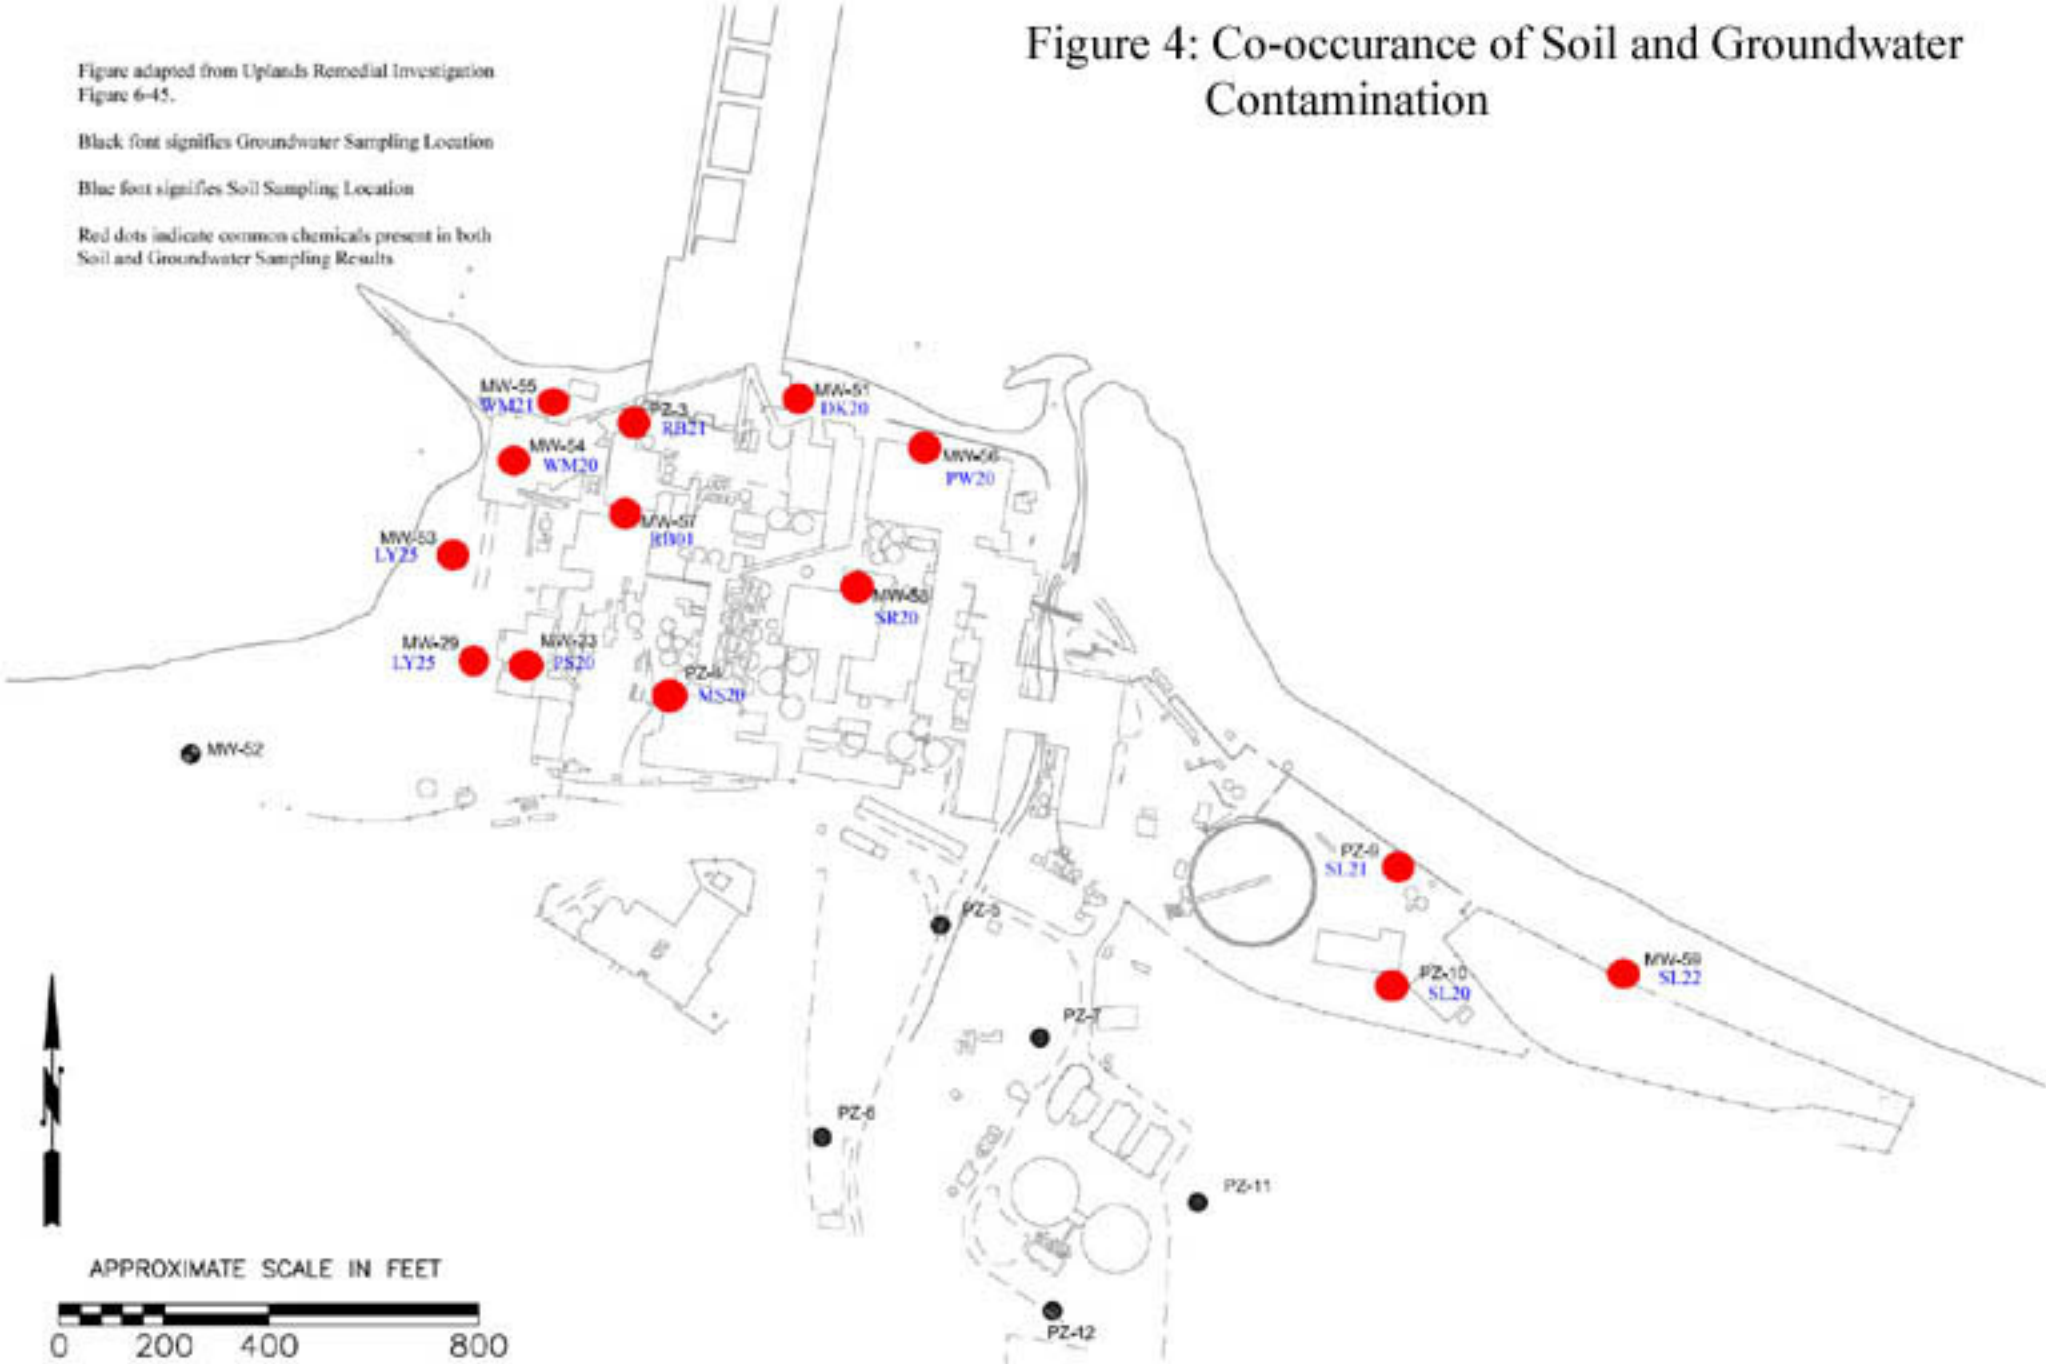 Figure 4: Co-occurance of Soil and Groundwater
Contamination
Figure adapted from Uplands Remedial Investigation
Figure 6-45.
Black font signifies Groundwater Sampling Location
Blue font signifies Soil Sampling Location
Red dots indicate common chemicals present in both
Soil and Groundwater Sampling Results
MW-55
WM21
PZ-3
RB21
MW-51
DK20
MW-54
WM20
MW-56
PW20
MW-57
MW-53
LY25
MW-58
SR20
MW-29
LY25
MW-23
PS20
MS20
MW-52
PZ-9
SL21
PZ-5
PZ-10
SL20
MW-59
SL22
PZ-7
PZ-6
PZ-11
PZ-12
N
APPROXIMATE SCALE IN FEET
0 200 400 800